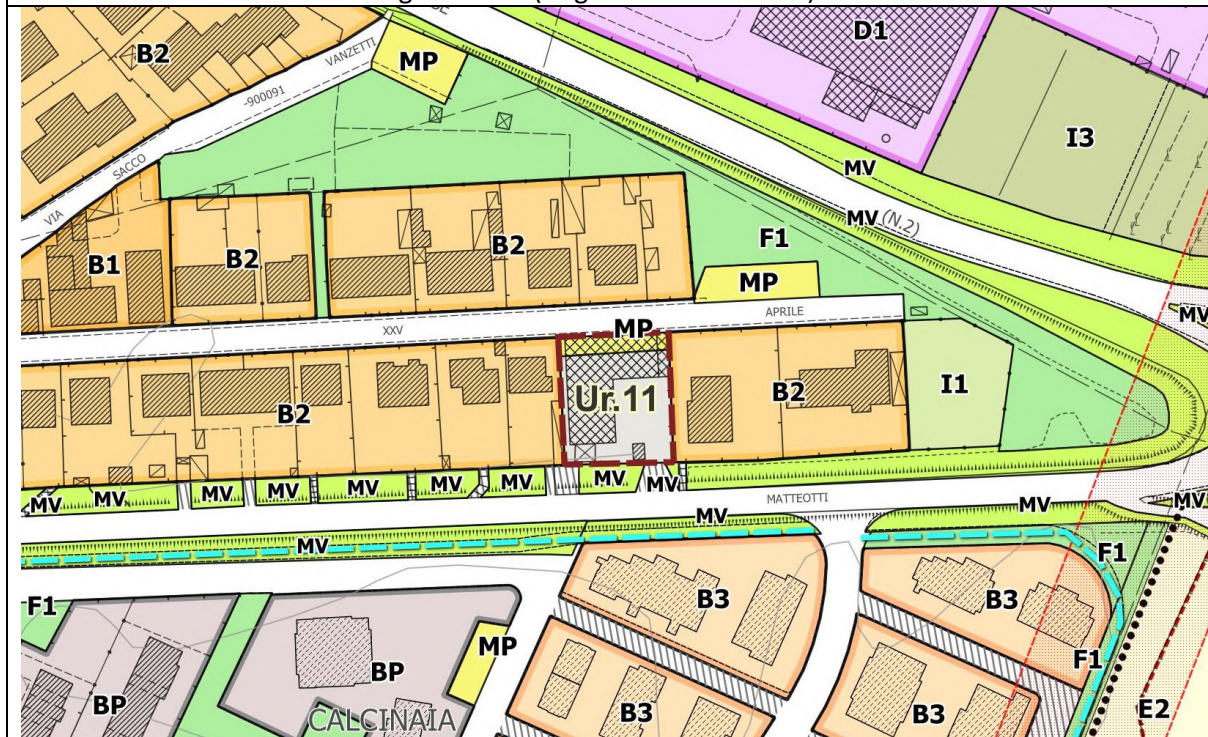 B2
MP
D1
I3
VANZETTI
-900091
SACCO
VIA
MV
MV
(N.2)
B1
B2
B2
F1
MP
MV
XXV
APRILE
MP
B2
Ur.11
B2
I1
MV
MV
MV
MV
MV
MV
MV
MV
MV
MATTEOTTI
MV
MV
MV
MV
F1
F1
B3
B3
BP
BP
MP
F1
CALCINAIA
B3
B3
E2